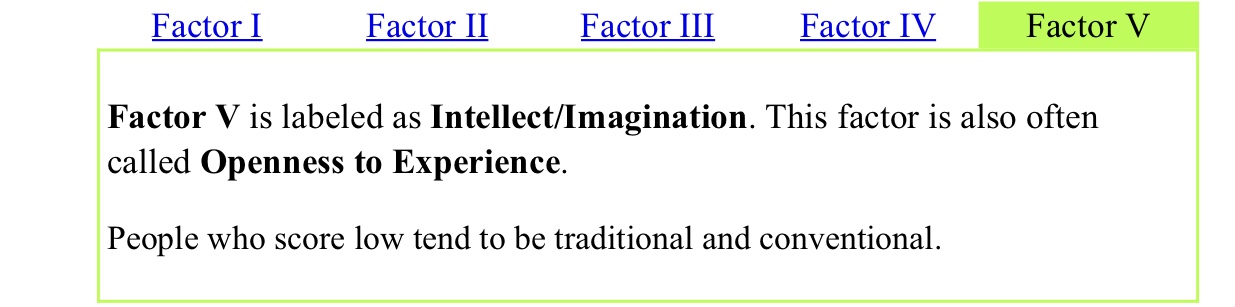 Factor I Factor II Factor III Factor IV Factor V
Factor V is labeled as Intellect/Imagination. This factor is also often
called Openness to Experience.
People who score low tend to be traditional and conventional.